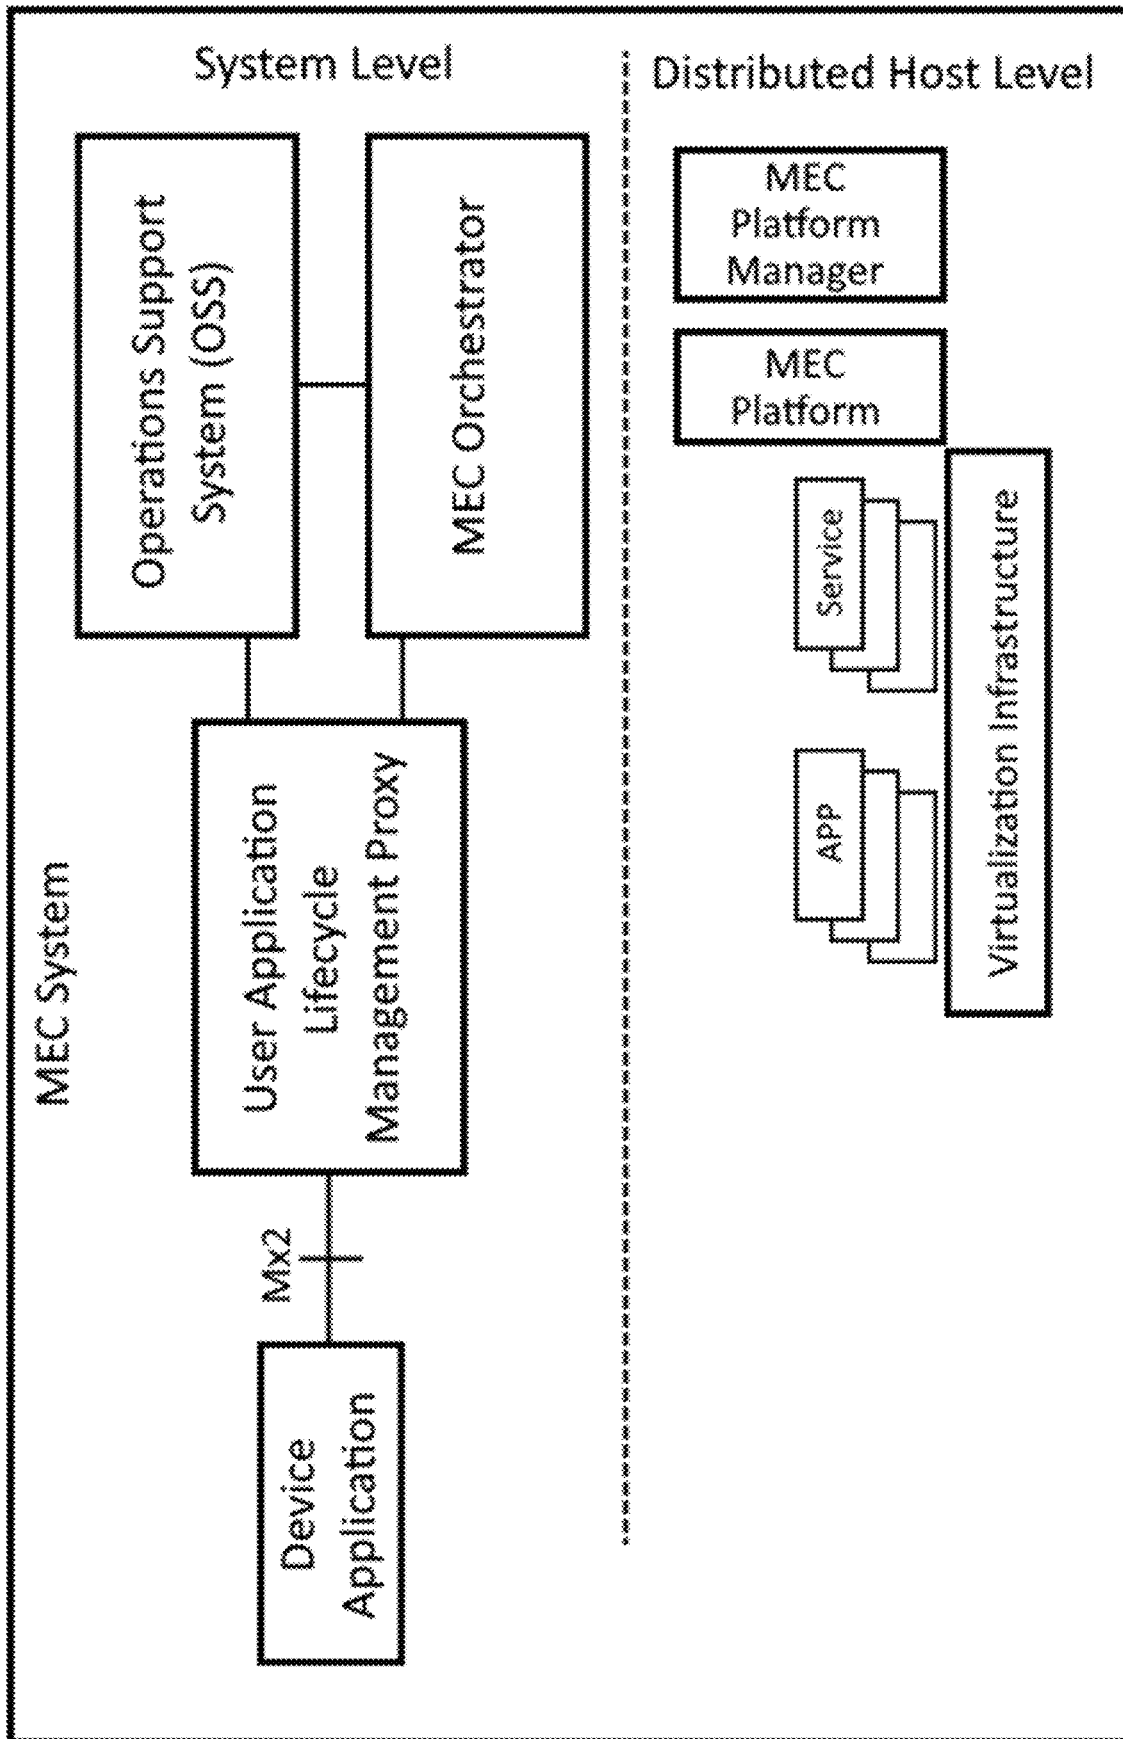 MEC System
System Level
Operations Support
System (OSS)
MEC Orchestrator
User Application
Lifecycle
Management Proxy
Mx2
Device
Application
Distributed Host Level
MEC
Platform
Manager
MEC
Platform
Service
APP
Virtualization Infrastructure